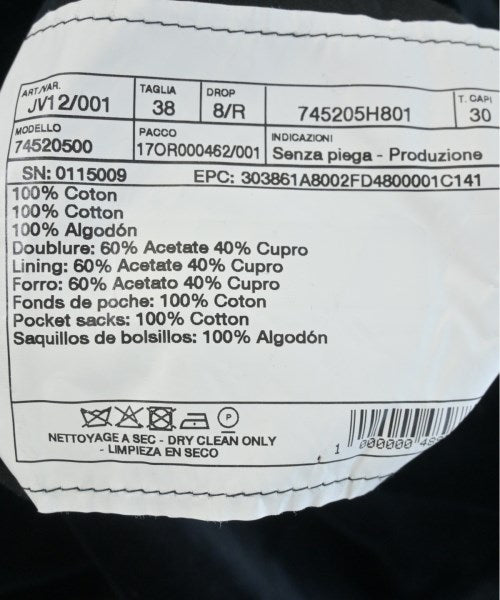 ART./VAR. TAGLIA DROP T. CAPI
JV12/001 38 8/R 745205H801 30
MODELLO PACCO INDICAZIONI
74520500 17OR000462/001 Senza piega - Produzione
SN: 0115009 EPC: 303861A8002FD4800001C141
100% Coton
100% Cotton
100% Algodón
Doublure: 60% Acetate 40% Cupro
Lining: 60% Acetate 40% Cupro
Forro: 60% Acetato 40% Cupro
Fonds de poche: 100% Coton
Pocket sacks: 100% Cotton
Saquillos de bolsillos: 100% Algodón
P
NETTOYAGE A SEC - DRY CLEAN ONLY
- LIMPIEZA EN SECO
1 000000